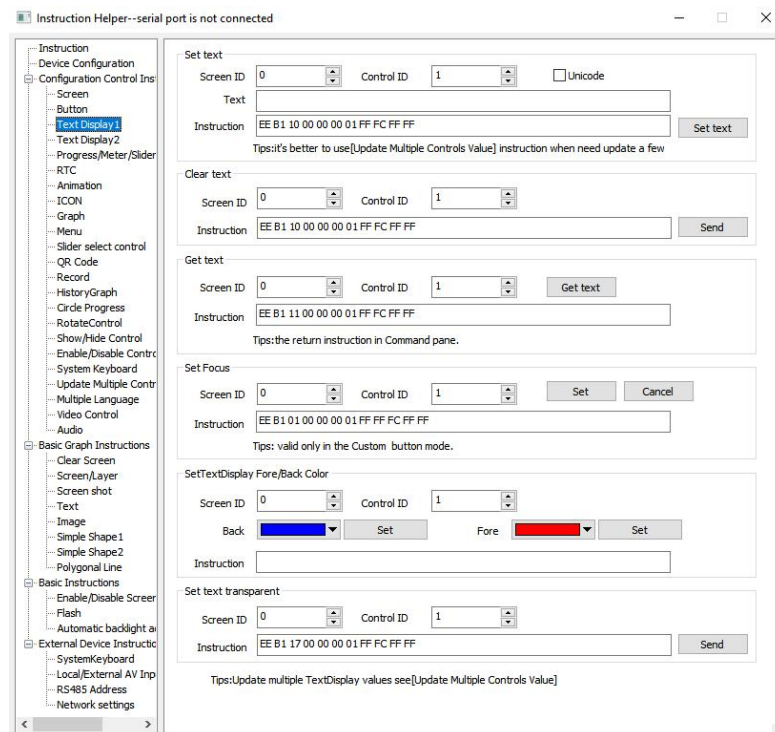 Instruction Helper--serial port is not connected
Instruction
Device Configuration
Configuration Control Ins
Screen
Button
Text Display1
Text Display2
Progress/Meter/Slider
RTC
Animation
ICON
Graph
Menu
Slider select control
QR Code
Record
HistoryGraph
Circle Progress
RotateControl
Show/Hide Control
Enable/Disable Contro
System Keyboard
Update Multiple Contr
Multiple Language
Video Control
Audio
Basic Graph Instructions
Clear Screen
Screen/Layer
Screen shot
Text
Image
Simple Shape1
Simple Shape2
Polygonal Line
Basic Instructions
Enable/Disable Screer
Flash
Automatic backlight a
External Device Instructic
SystemKeyboard
Local/External AV Inp
RS485 Address
Network settings
Set text
Screen ID 0 Control ID 1 Unicode
Text
Instruction EE B1 10 00 00 00 01 FF FC FF FF Set text
Tips:it's better to use[Update Multiple Controls Value] instruction when need update a few
Clear text
Screen ID 0 Control ID 1
Instruction EE B1 10 00 00 00 01 FF FC FF FF Send
Get text
Screen ID 0 Control ID 1 Get text
Instruction EE B1 11 00 00 00 01 FF FC FF FF
Tips:the return instruction in Command pane.
Set Focus
Screen ID 0 Control ID 1 Set Cancel
Instruction EE B1 01 00 00 00 01 FF FF FC FF FF
Tips: valid only in the Custom button mode.
SetTextDisplay Fore/Back Color
Screen ID 0 Control ID 1
Back Set Fore Set
Instruction
Set text transparent
Screen ID 0 Control ID 1
Instruction EE B1 17 00 00 00 01 FF FC FF FF Send
Tips:Update multiple TextDisplay values see[Update Multiple Controls Value]